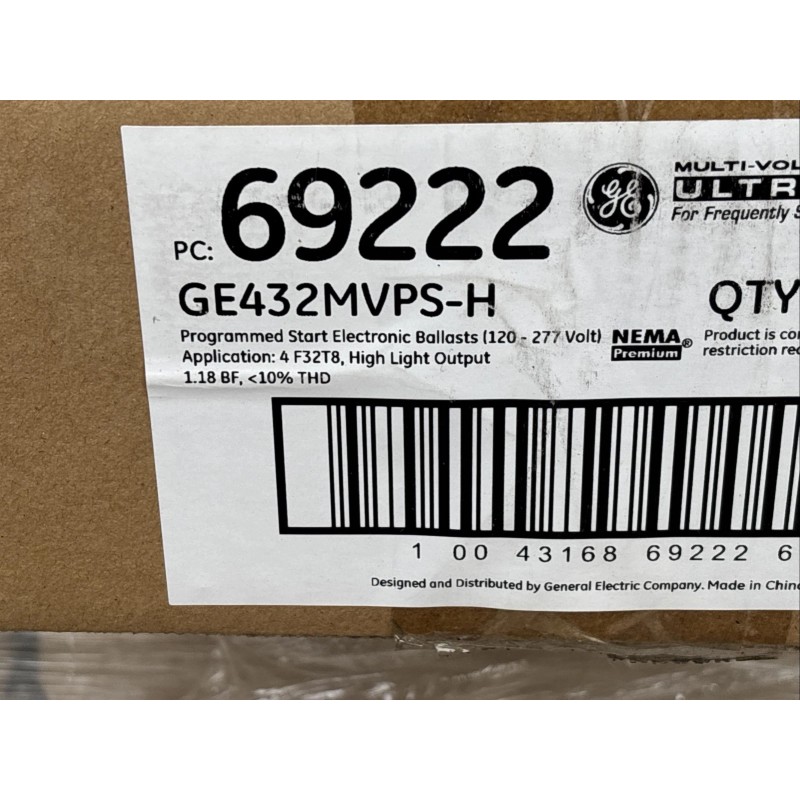 PC: 69222
GE
MULTI-VOL
ULTR
For Frequently S
GE432MVPS-H
QTY
Programmed Start Electronic Ballasts (120 - 277 Volt)
Application: 4 F32T8, High Light Output
1.18 BF, <10% THD
NEMA®
Premium
Product is co
restriction re
1 00 43168 69222 6
Designed and Distributed by General Electric Company. Made in China